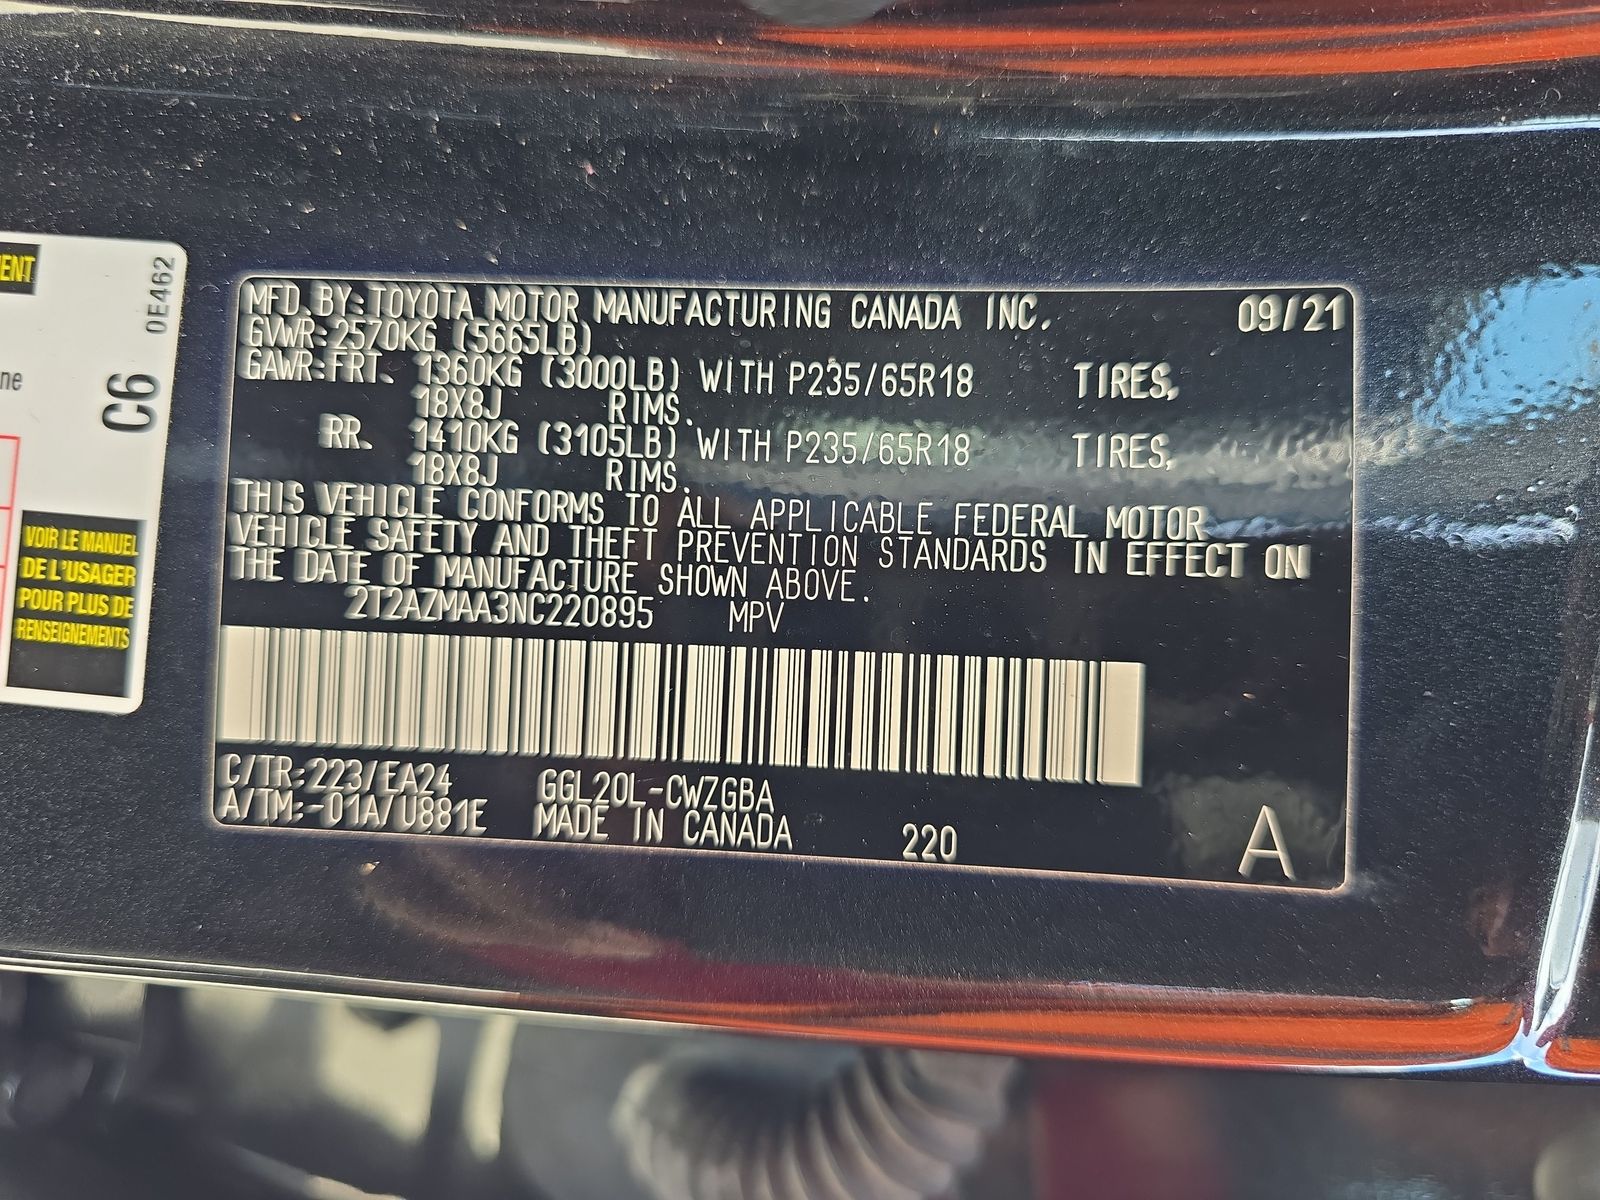 MENT
0E462
C6
ne
VOIR LE MANUEL
DE L'USAGER
POUR PLUS DE
RENSEIGNEMENTS
MFD. BY: TOYOTA MOTOR MANUFACTURING CANADA INC. 09/21
GVWR: 2570KG (5665LB)
GAWR: FRT. 1360KG (3000LB) WITH P235/65R18 TIRES,
18X8J RIMS.
RR. 1410KG (3105LB) WITH P235/65R18 TIRES,
18X8J RIMS.
THIS VEHICLE CONFORMS TO ALL APPLICABLE FEDERAL MOTOR
VEHICLE SAFETY AND THEFT PREVENTION STANDARDS IN EFFECT ON
THE DATE OF MANUFACTURE SHOWN ABOVE.
2T2AZMAA3NC220895 MPV
C/TR: 223/EA24 GGL20L-CWZGBA
A/TM: -01A/U881E MADE IN CANADA 220 A